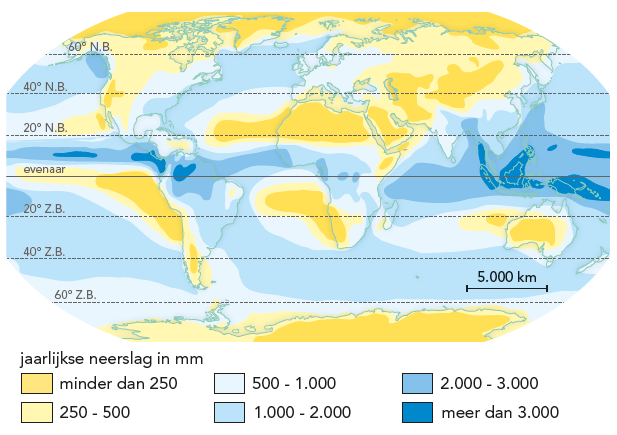 60° N.B.
40° N.B.
20° N.B.
evenaar
20° Z.B.
40° Z.B.
5.000 km
60° Z.B.
jaarlijkse neerslag in mm
minder dan 250
500 - 1.000
2.000 - 3.000
250 - 500
1.000 - 2.000
meer dan 3.000